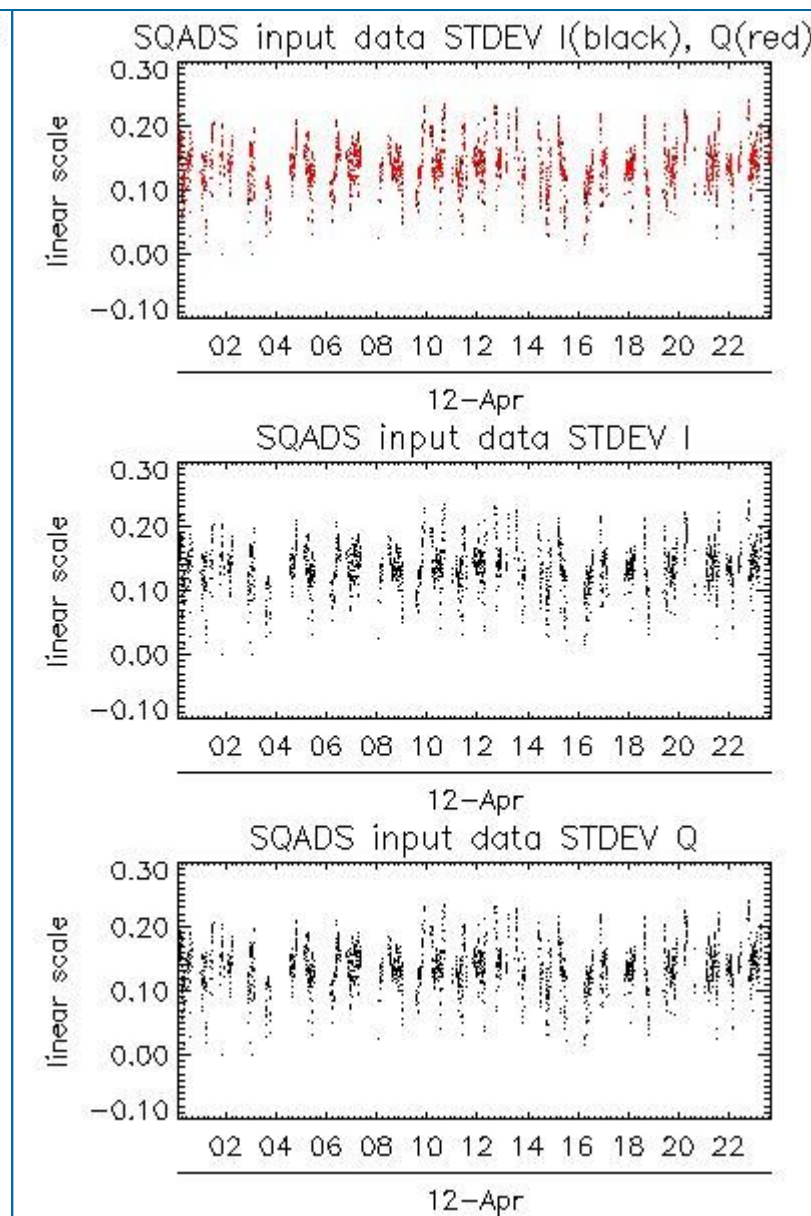 SQADS input data STDEV I(black), Q(red)
0.30
0.20
0.10
0.00
-0.10
linear scale
02 04 06 08 10 12 14 16 18 20 22
12-Apr
SQADS input data STDEV I
0.30
0.20
0.10
0.00
-0.10
linear scale
02 04 06 08 10 12 14 16 18 20 22
12-Apr
SQADS input data STDEV Q
0.30
0.20
0.10
0.00
-0.10
linear scale
02 04 06 08 10 12 14 16 18 20 22
12-Apr